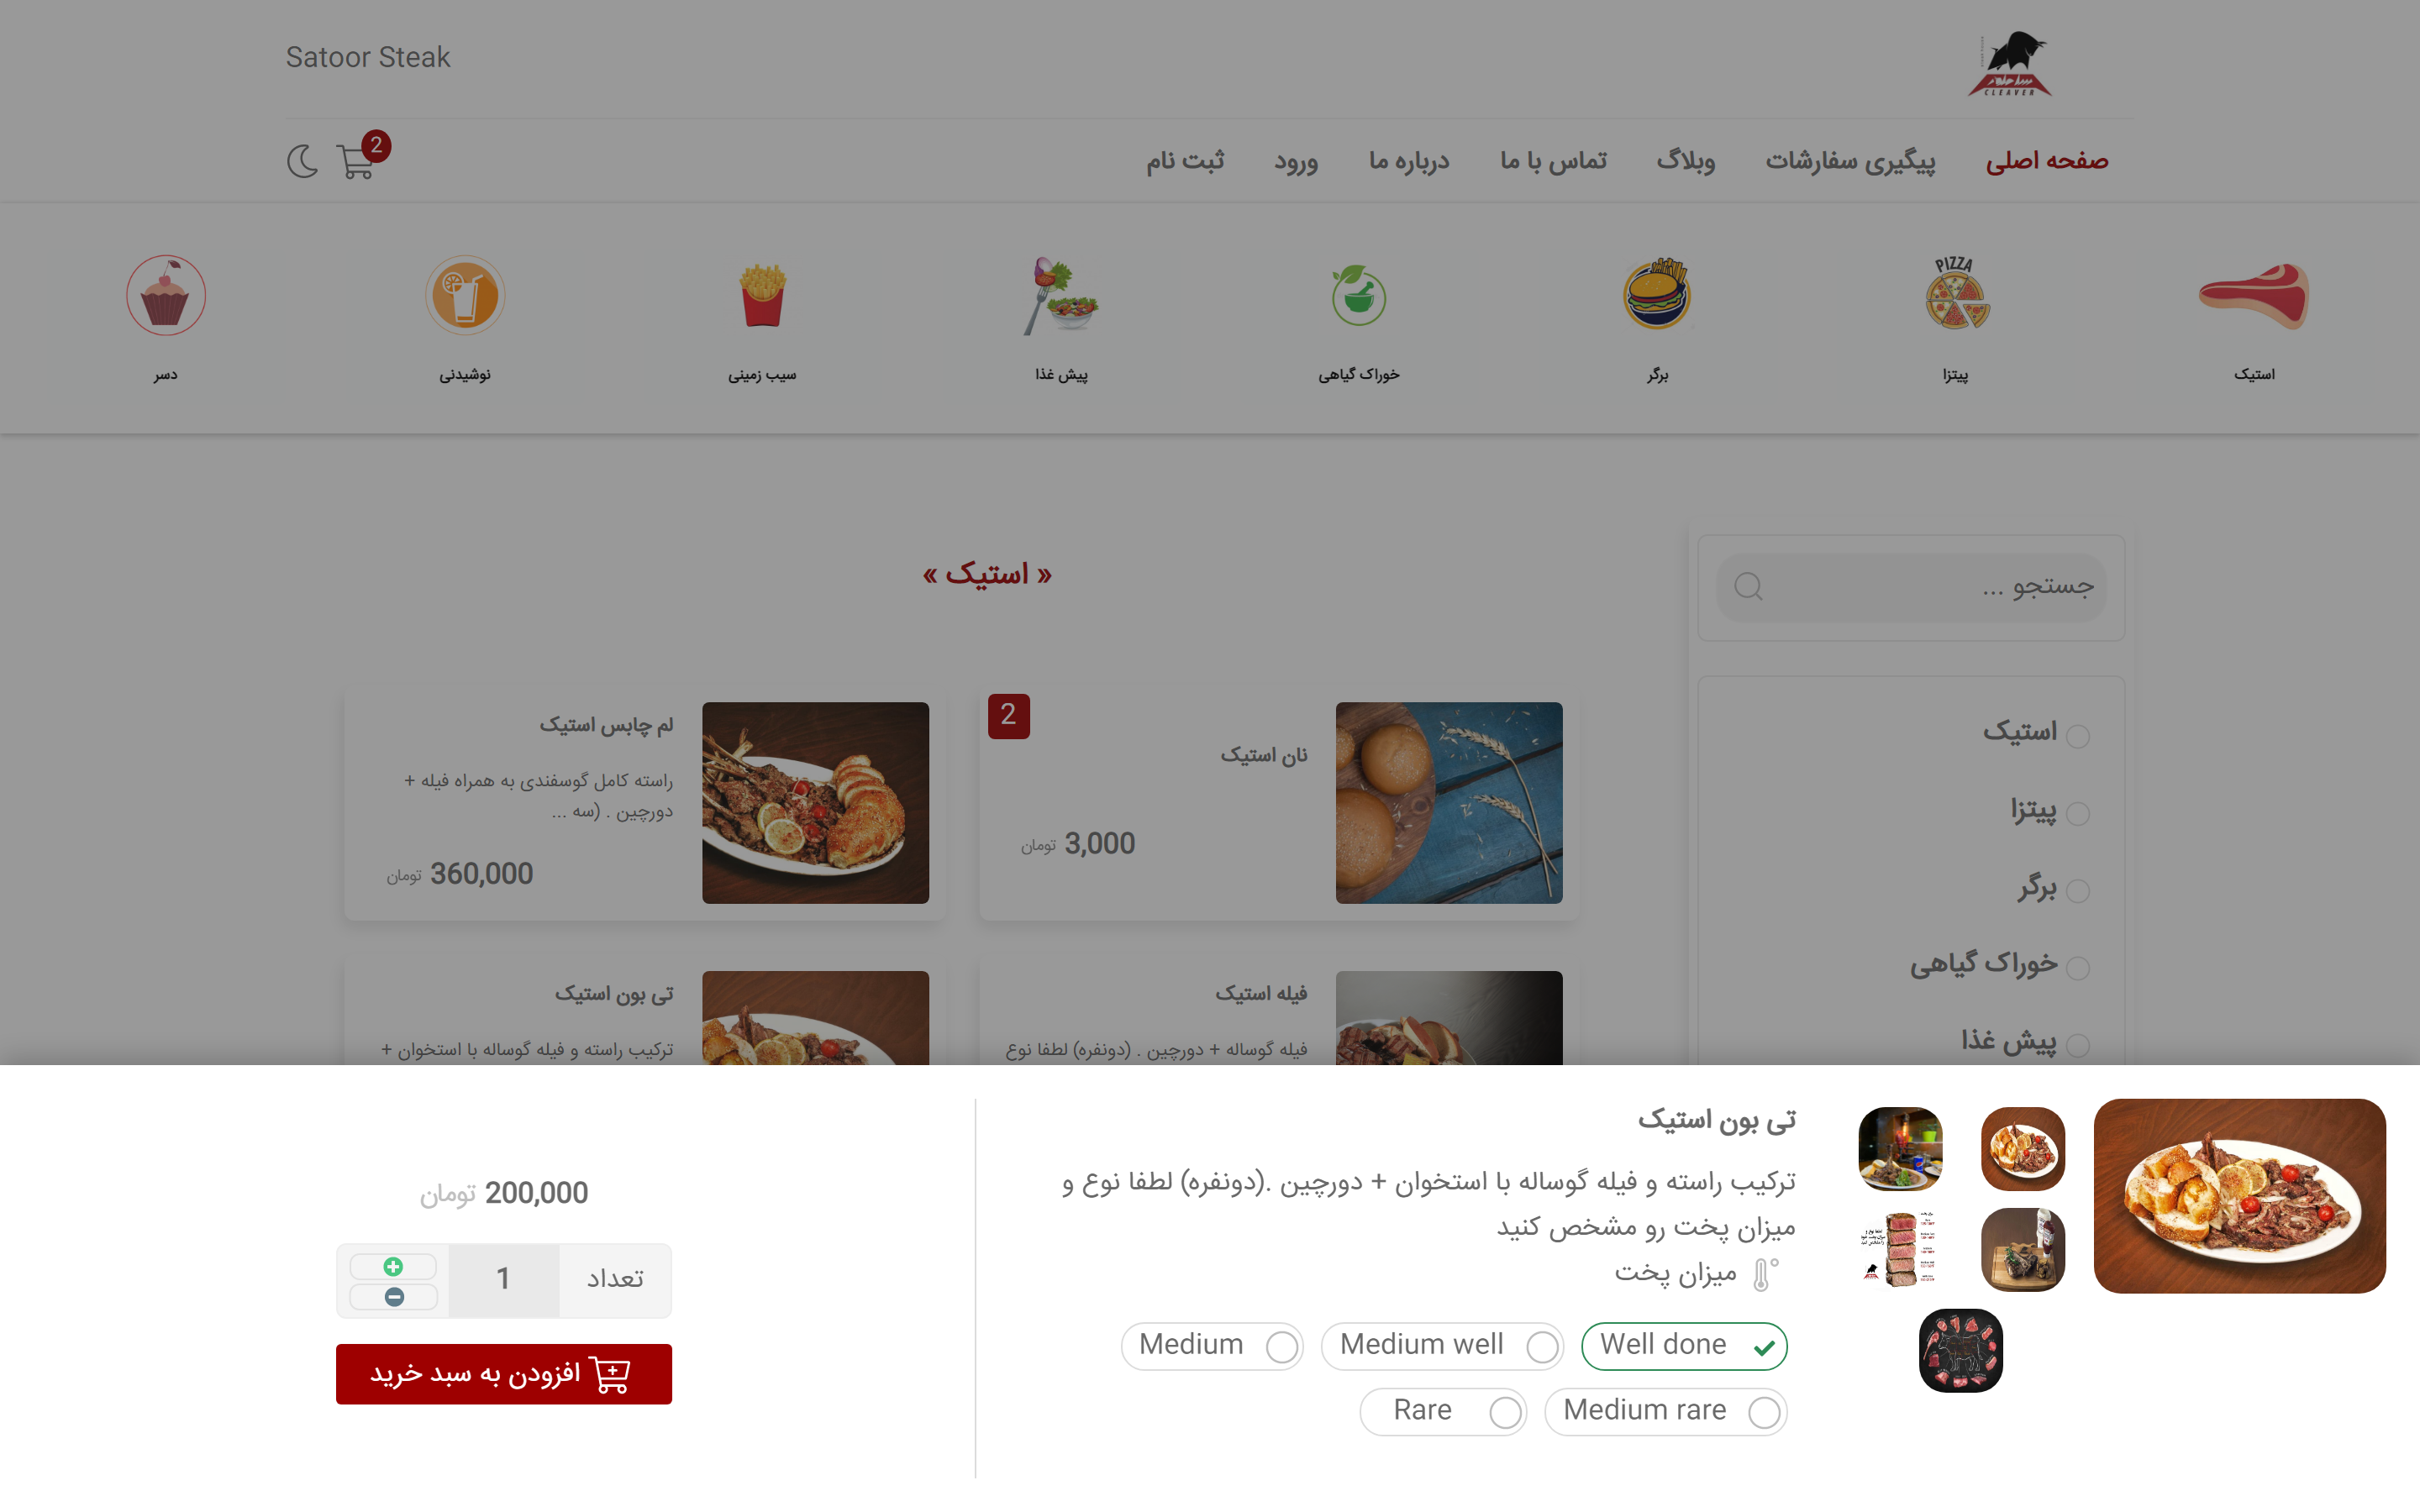 Satoor Steak
CLEAVER
صفحه اصلی
پیگیری سفارشات
وبلاگ
تماس با ما
درباره ما
ورود
ثبت نام
2
استیک
PIZZA
پیتزا
برگر
خوراک گیاهی
پیش غذا
سیب زمینی
نوشیدنی
دسر
جستجو ...
استیک
پیتزا
برگر
خوراک گیاهی
پیش غذا
« استیک »
2
نان استیک
3,000 تومان
لم چابس استیک
راسته کامل گوسفندی به همراه فیله +
دورچین . (سه ...
360,000 تومان
فیله استیک
فیله گوساله + دورچین . (دونفره) لطفا نوع
تی بون استیک
ترکیب راسته و فیله گوساله با استخوان +
تی بون استیک
ترکیب راسته و فیله گوساله با استخوان + دورچین .(دونفره) لطفا نوع و
میزان پخت رو مشخص کنید
میزان پخت
Well done
Medium well
Medium
Medium rare
Rare
200,000 تومان
تعداد
1
افزودن به سبد خرید